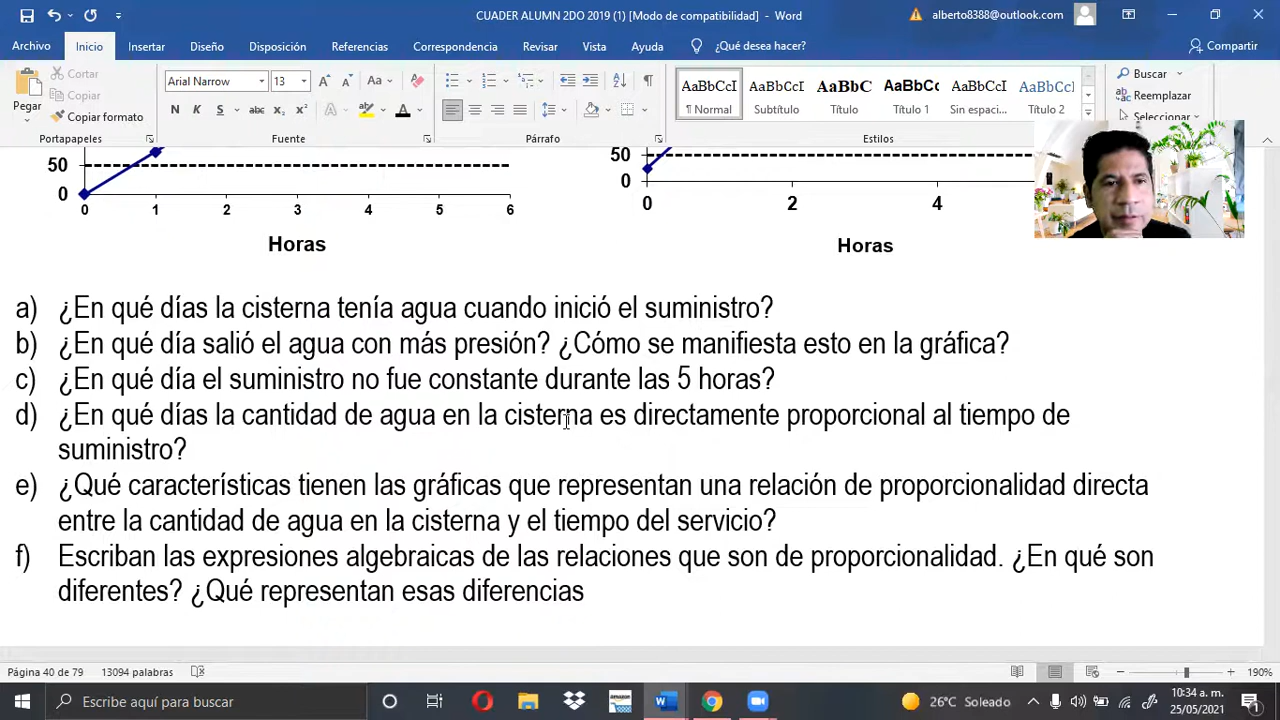 CUADER ALUMN 2DO 2019 (1) [Modo de compatibilidad] - Word
alberto8388@outlook.com
Archivo Inicio Insertar Diseño Disposición Referencias Correspondencia Revisar Vista Ayuda ¿Qué desea hacer? Compartir
Pegar
Cortar
Copiar
Copiar formato
Portapapeles
Arial Narrow 13
Fuente
Párrafo
AaBbCcI AaBbCcI AaBbC AaBbCc AaBbCcI AaBbCcI
¶ Normal Subtítulo Título Título 1 Sin espaci... Título 2
Estilos
Buscar
Reemplazar
Seleccionar
50
0
0 1 2 3 4 5 6
Horas
50
0
0 2 4
Horas
a) ¿En qué días la cisterna tenía agua cuando inició el suministro?
b) ¿En qué día salió el agua con más presión? ¿Cómo se manifiesta esto en la gráfica?
c) ¿En qué día el suministro no fue constante durante las 5 horas?
d) ¿En qué días la cantidad de agua en la cisterna es directamente proporcional al tiempo de
suministro?
e) ¿Qué características tienen las gráficas que representan una relación de proporcionalidad directa
entre la cantidad de agua en la cisterna y el tiempo del servicio?
f) Escriban las expresiones algebraicas de las relaciones que son de proporcionalidad. ¿En qué son
diferentes? ¿Qué representan esas diferencias
Página 40 de 79 13094 palabras 190%
Escribe aquí para buscar
26°C Soleado
10:34 a. m.
25/05/2021